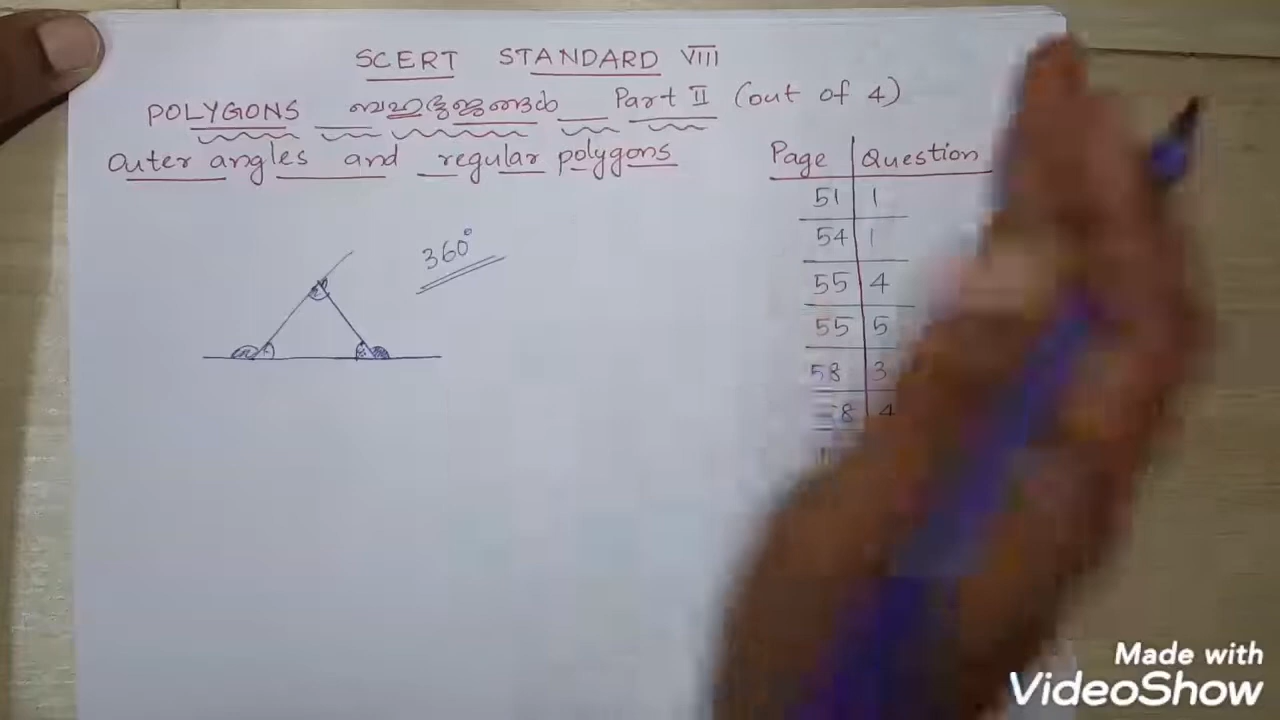 SCERT STANDARD VIII
POLYGONS ബഹുഭുജങ്ങൾ Part II (out of 4)
Outer angles and regular polygons
Page Question
51 1
54 1
55 4
55 5
58 3
8 4
360°
Made with
VideoShow